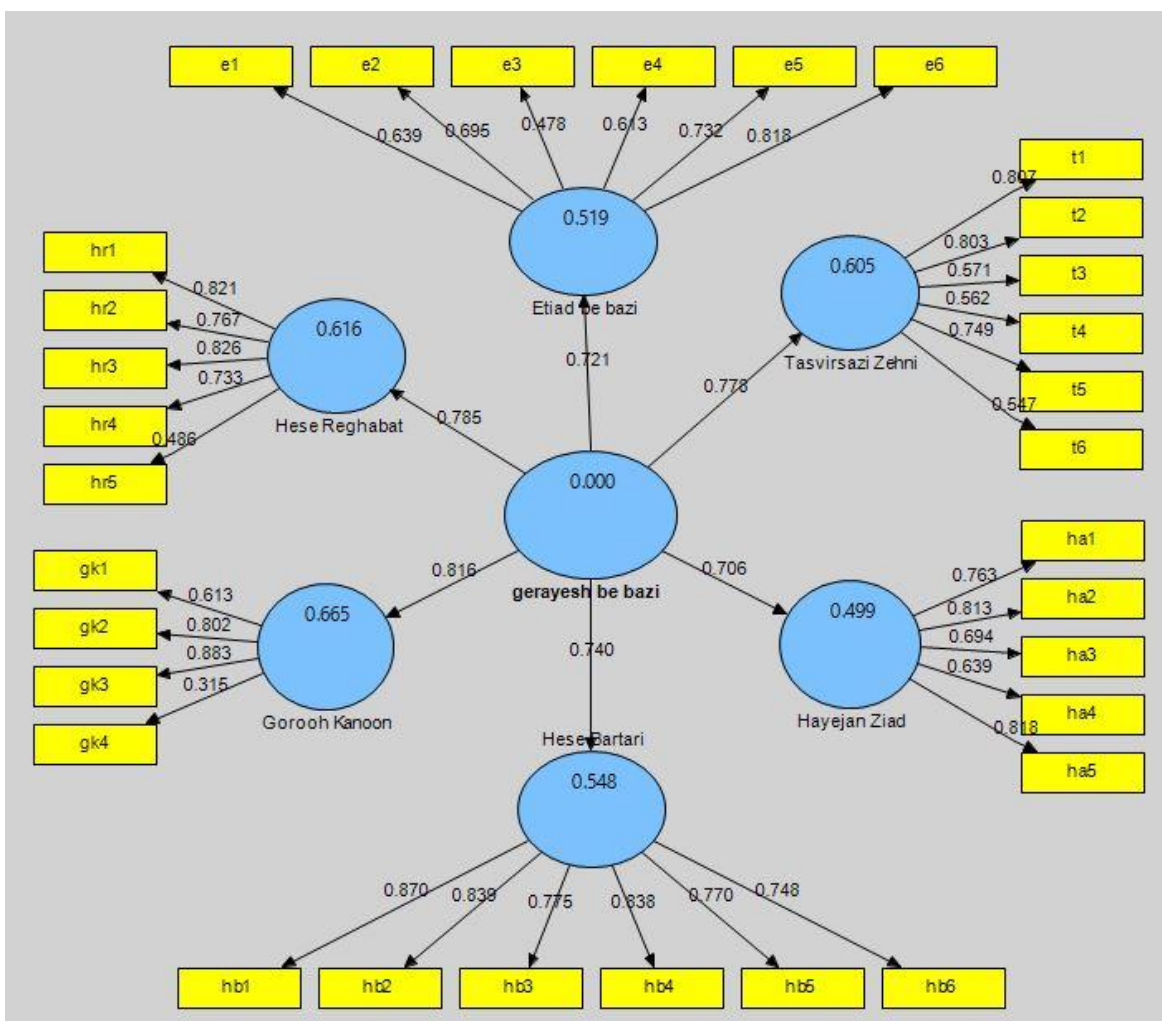 e1
e2
e3
e4
e5
e6
0.639
0.695
0.478
0.613
0.732
0.818
0.519
Etiad be bazi
t1
t2
t3
t4
t5
t6
0.807
0.803
0.571
0.562
0.749
0.547
0.605
Tasvirsazi Zehni
hr1
hr2
hr3
hr4
hr5
0.821
0.767
0.826
0.733
0.486
0.616
Hese Reghabat
0.721
0.778
0.785
0.000
gerayesh be bazi
0.816
0.740
0.706
gk1
gk2
gk3
gk4
0.613
0.802
0.883
0.315
0.665
Gorooh Kanoon
ha1
ha2
ha3
ha4
ha5
0.763
0.813
0.694
0.639
0.818
0.499
Hayejan Ziad
Hese Bartari
0.548
0.870
0.839
0.775
0.838
0.770
0.748
hb1
hb2
hb3
hb4
hb5
hb6